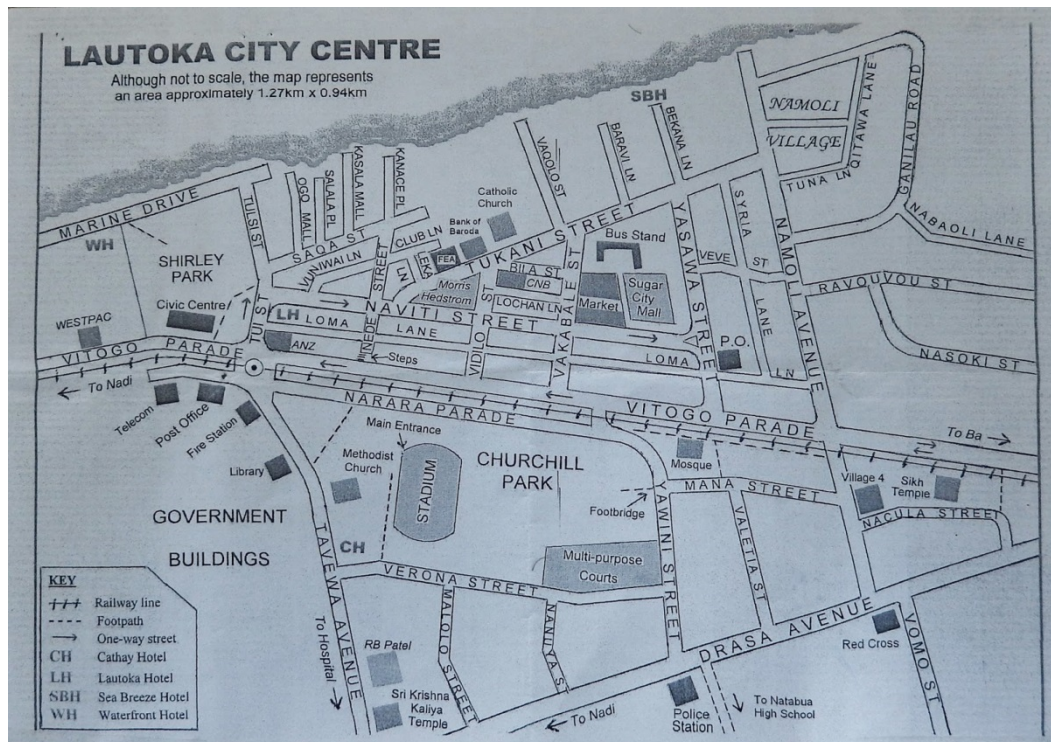 LAUTOKA CITY CENTRE
Although not to scale, the map represents
an area approximately 1.27km x 0.94km
SBH
NAMOLI
VILLAGE
QITAWA LANE
GANILAU ROAD
TUNA LN
NABAOLI LANE
BEKANA LN
BARAVI LN
VAQOLO ST
KANACE PL
KASALA MALL
SALALA PL
OGO MALL
MARINE DRIVE
WH
TULSI ST
SHIRLEY
PARK
SAQA ST
VUNIWAI LN
CLUB LN
LEKA
LN
FEA
Bank of
Baroda
Catholic
Church
TUKANI STREET
Bus Stand
YASAWA STREET
SYRIA
LANE
VEVE
ST
NAMOLI AVENUE
RAVOUVOU ST
NASOKI ST
Civic Centre
WESTPAC
TUI ST
LH
NAVITI STREET
NEDE
STREET
Morris
Hedstrom
BILA ST
CNB
LOCHAN LN
Market
Sugar
City
Mall
LOMA
LANE
LOMA
LN
ANZ
Steps
VIDILO ST
VAKABALE ST
P.O.
VITOGO PARADE
To Nadi
Telecom
Post Office
Fire Station
Library
NARARA PARADE
VITOGO PARADE
To Ba
Main Entrance
Methodist
Church
STADIUM
CHURCHILL
PARK
Mosque
MANA STREET
Village 4
Sikh
Temple
NACULA STREET
Footbridge
YAWINI STREET
VALETIA ST
GOVERNMENT
BUILDINGS
CH
Multi-purpose
Courts
VERONA STREET
TAVEWA AVENUE
To Hospital
MALOLO STREET
NANUYA ST
DRASA AVENUE
Red Cross
VOMO ST
RB Patel
Sri Krishna
Kaliya
Temple
To Nadi
Police
Station
To Natabua
High School
KEY
Railway line
Footpath
One-way street
CH Cathay Hotel
LH Lautoka Hotel
SBH Sea Breeze Hotel
WH Waterfront Hotel